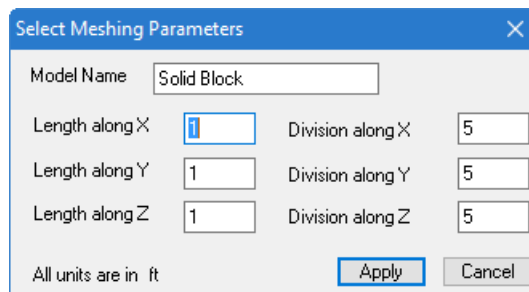 Select Meshing Parameters
Model Name Solid Block
Length along X 1 Division along X 5
Length along Y 1 Division along Y 5
Length along Z 1 Division along Z 5
All units are in ft Apply Cancel